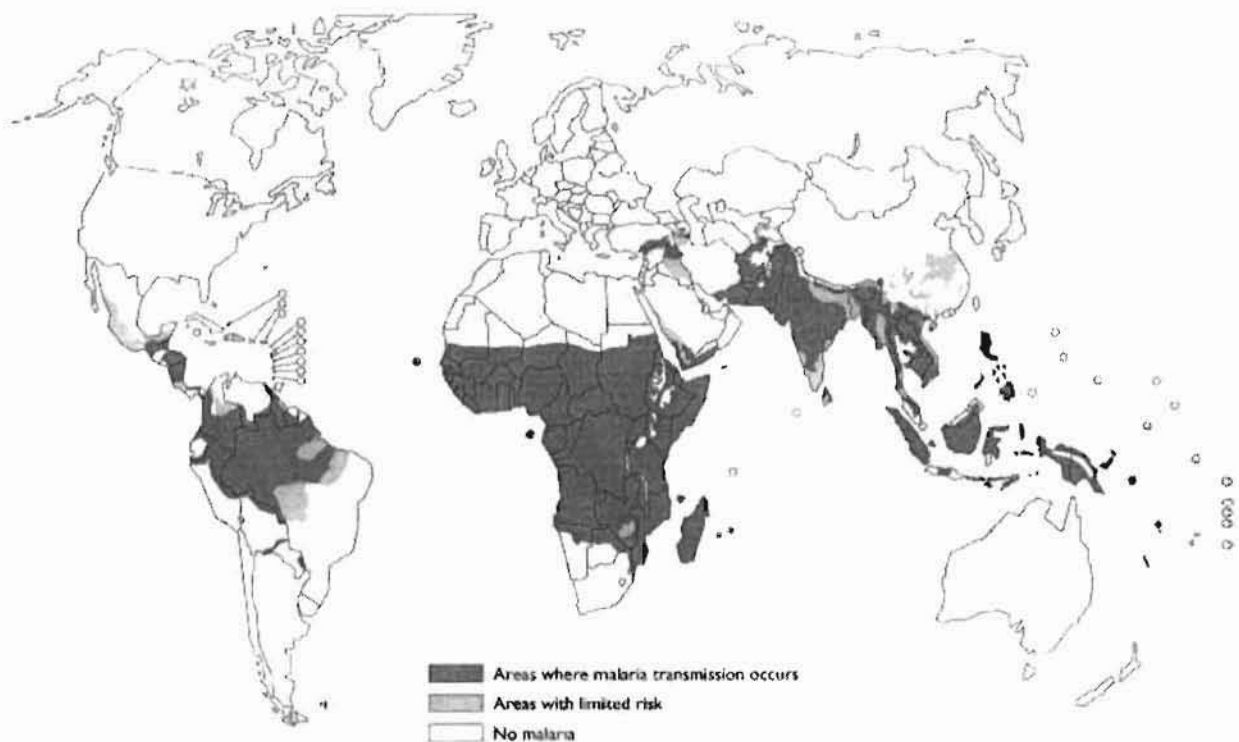 Areas where malaria transmission occurs
Areas with limited risk
No malaria